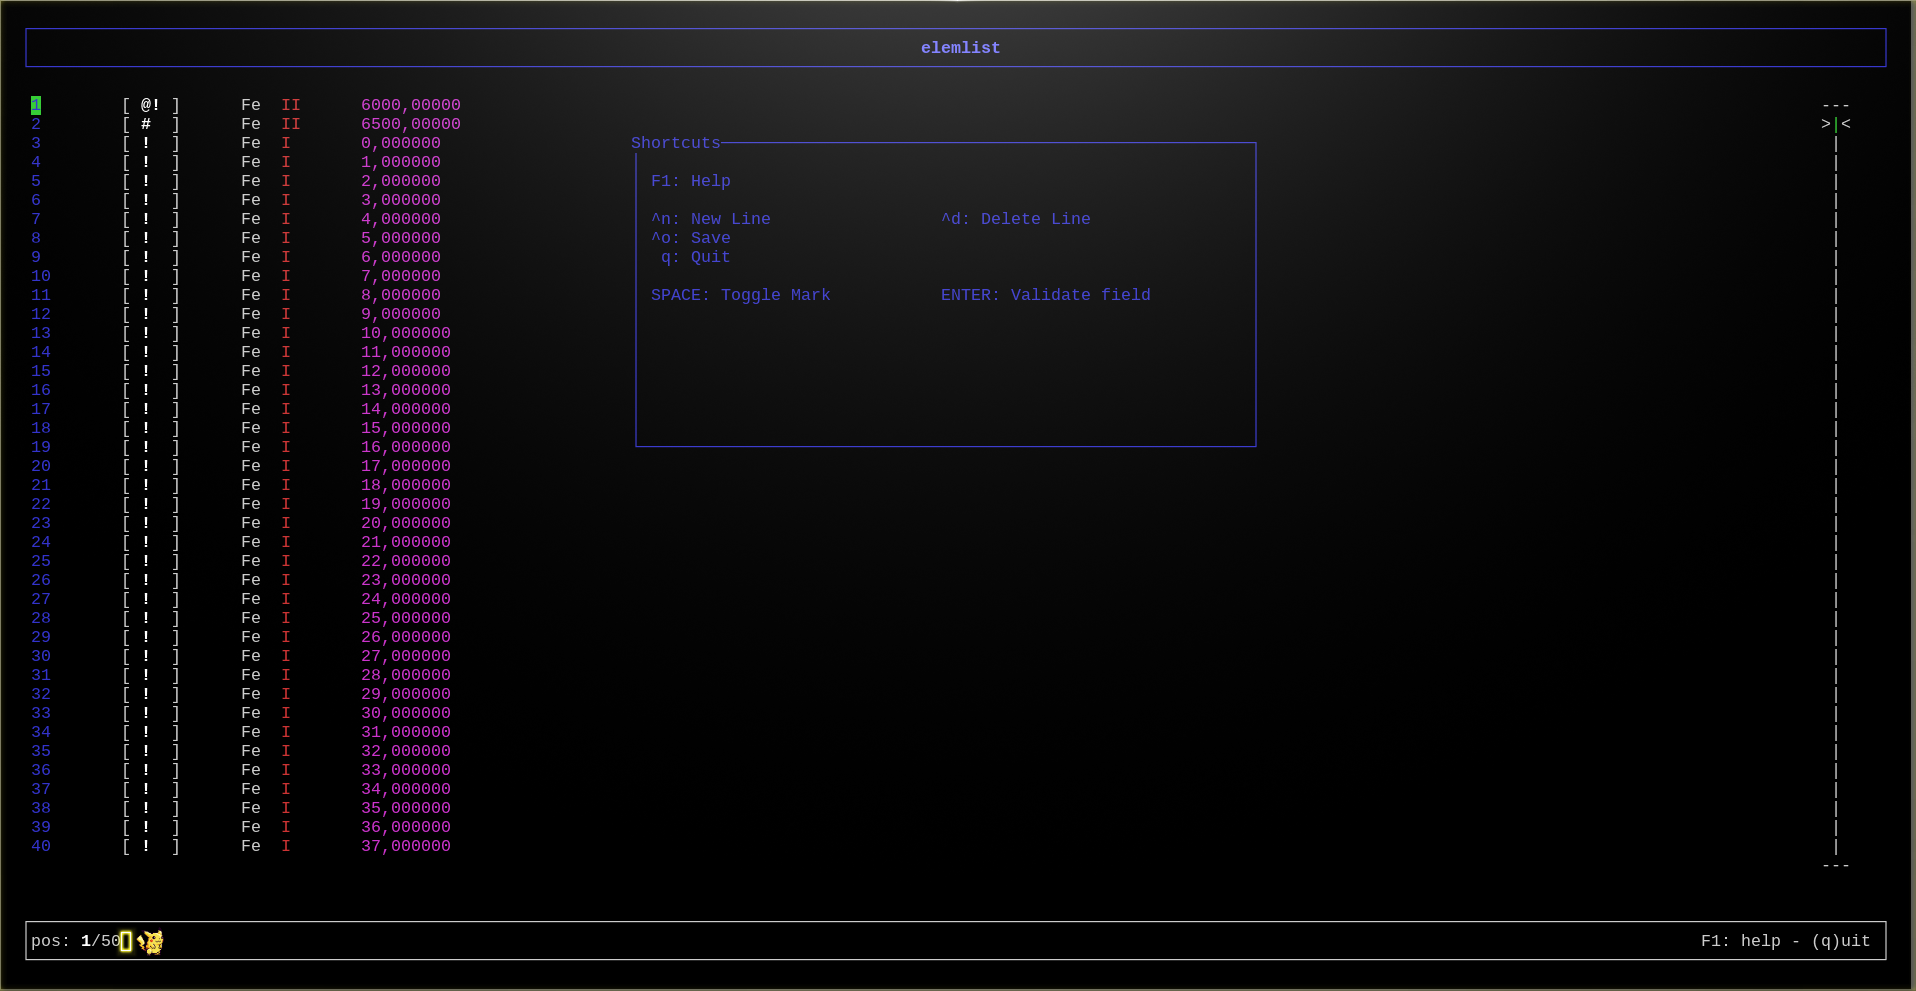 elemlist
1 [ @! ] Fe II 6000,00000 ---
2 [ # ] Fe II 6500,00000 >|<
3 [ ! ] Fe I 0,000000 Shortcuts |
4 [ ! ] Fe I 1,000000 |
5 [ ! ] Fe I 2,000000 F1: Help |
6 [ ! ] Fe I 3,000000 |
7 [ ! ] Fe I 4,000000 ^n: New Line ^d: Delete Line |
8 [ ! ] Fe I 5,000000 ^o: Save |
9 [ ! ] Fe I 6,000000 q: Quit |
10 [ ! ] Fe I 7,000000 |
11 [ ! ] Fe I 8,000000 SPACE: Toggle Mark ENTER: Validate field |
12 [ ! ] Fe I 9,000000 |
13 [ ! ] Fe I 10,000000 |
14 [ ! ] Fe I 11,000000 |
15 [ ! ] Fe I 12,000000 |
16 [ ! ] Fe I 13,000000 |
17 [ ! ] Fe I 14,000000 |
18 [ ! ] Fe I 15,000000 |
19 [ ! ] Fe I 16,000000 |
20 [ ! ] Fe I 17,000000 |
21 [ ! ] Fe I 18,000000 |
22 [ ! ] Fe I 19,000000 |
23 [ ! ] Fe I 20,000000 |
24 [ ! ] Fe I 21,000000 |
25 [ ! ] Fe I 22,000000 |
26 [ ! ] Fe I 23,000000 |
27 [ ! ] Fe I 24,000000 |
28 [ ! ] Fe I 25,000000 |
29 [ ! ] Fe I 26,000000 |
30 [ ! ] Fe I 27,000000 |
31 [ ! ] Fe I 28,000000 |
32 [ ! ] Fe I 29,000000 |
33 [ ! ] Fe I 30,000000 |
34 [ ! ] Fe I 31,000000 |
35 [ ! ] Fe I 32,000000 |
36 [ ! ] Fe I 33,000000 |
37 [ ! ] Fe I 34,000000 |
38 [ ! ] Fe I 35,000000 |
39 [ ! ] Fe I 36,000000 |
40 [ ! ] Fe I 37,000000 |
---
pos: 1/50 F1: help - (q)uit